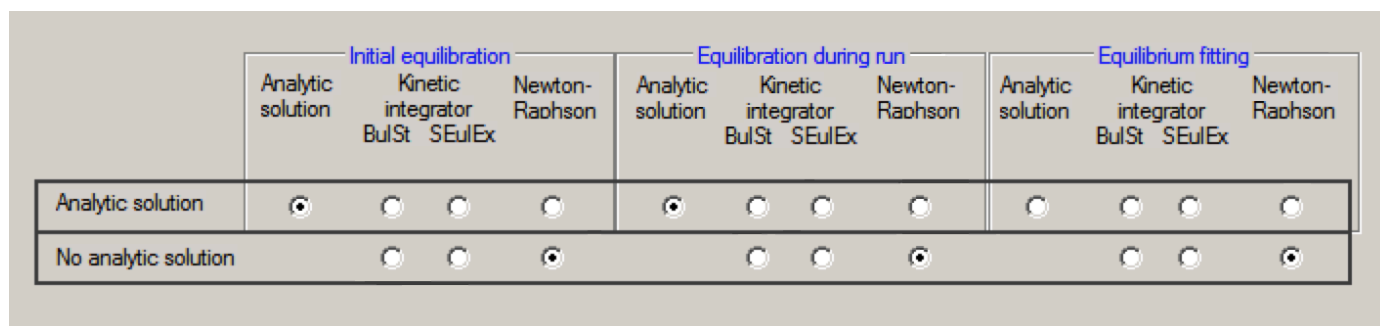 Initial equilibration Equilibration during run Equilibrium fitting
Analytic Kinetic Newton- Analytic Kinetic Newton- Analytic Kinetic Newton-
solution integrator Raphson solution integrator Raphson solution integrator Raphson
BulSt SEulEx BulSt SEulEx BulSt SEulEx
Analytic solution
No analytic solution